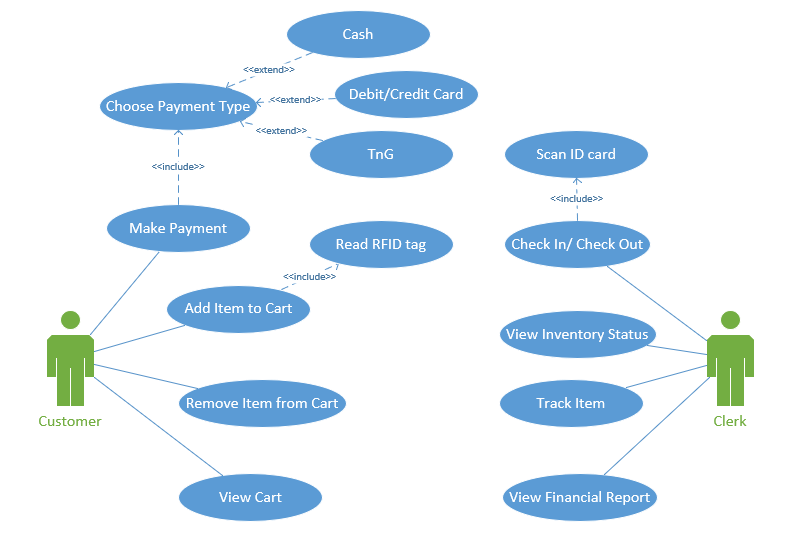 Cash
<<extend>>
Choose Payment Type
<<extend>>
Debit/Credit Card
<<extend>>
TnG
<<include>>
Make Payment
Read RFID tag
<<include>>
Add Item to Cart
Remove Item from Cart
View Cart
Customer
Scan ID card
<<include>>
Check In/ Check Out
View Inventory Status
Track Item
View Financial Report
Clerk